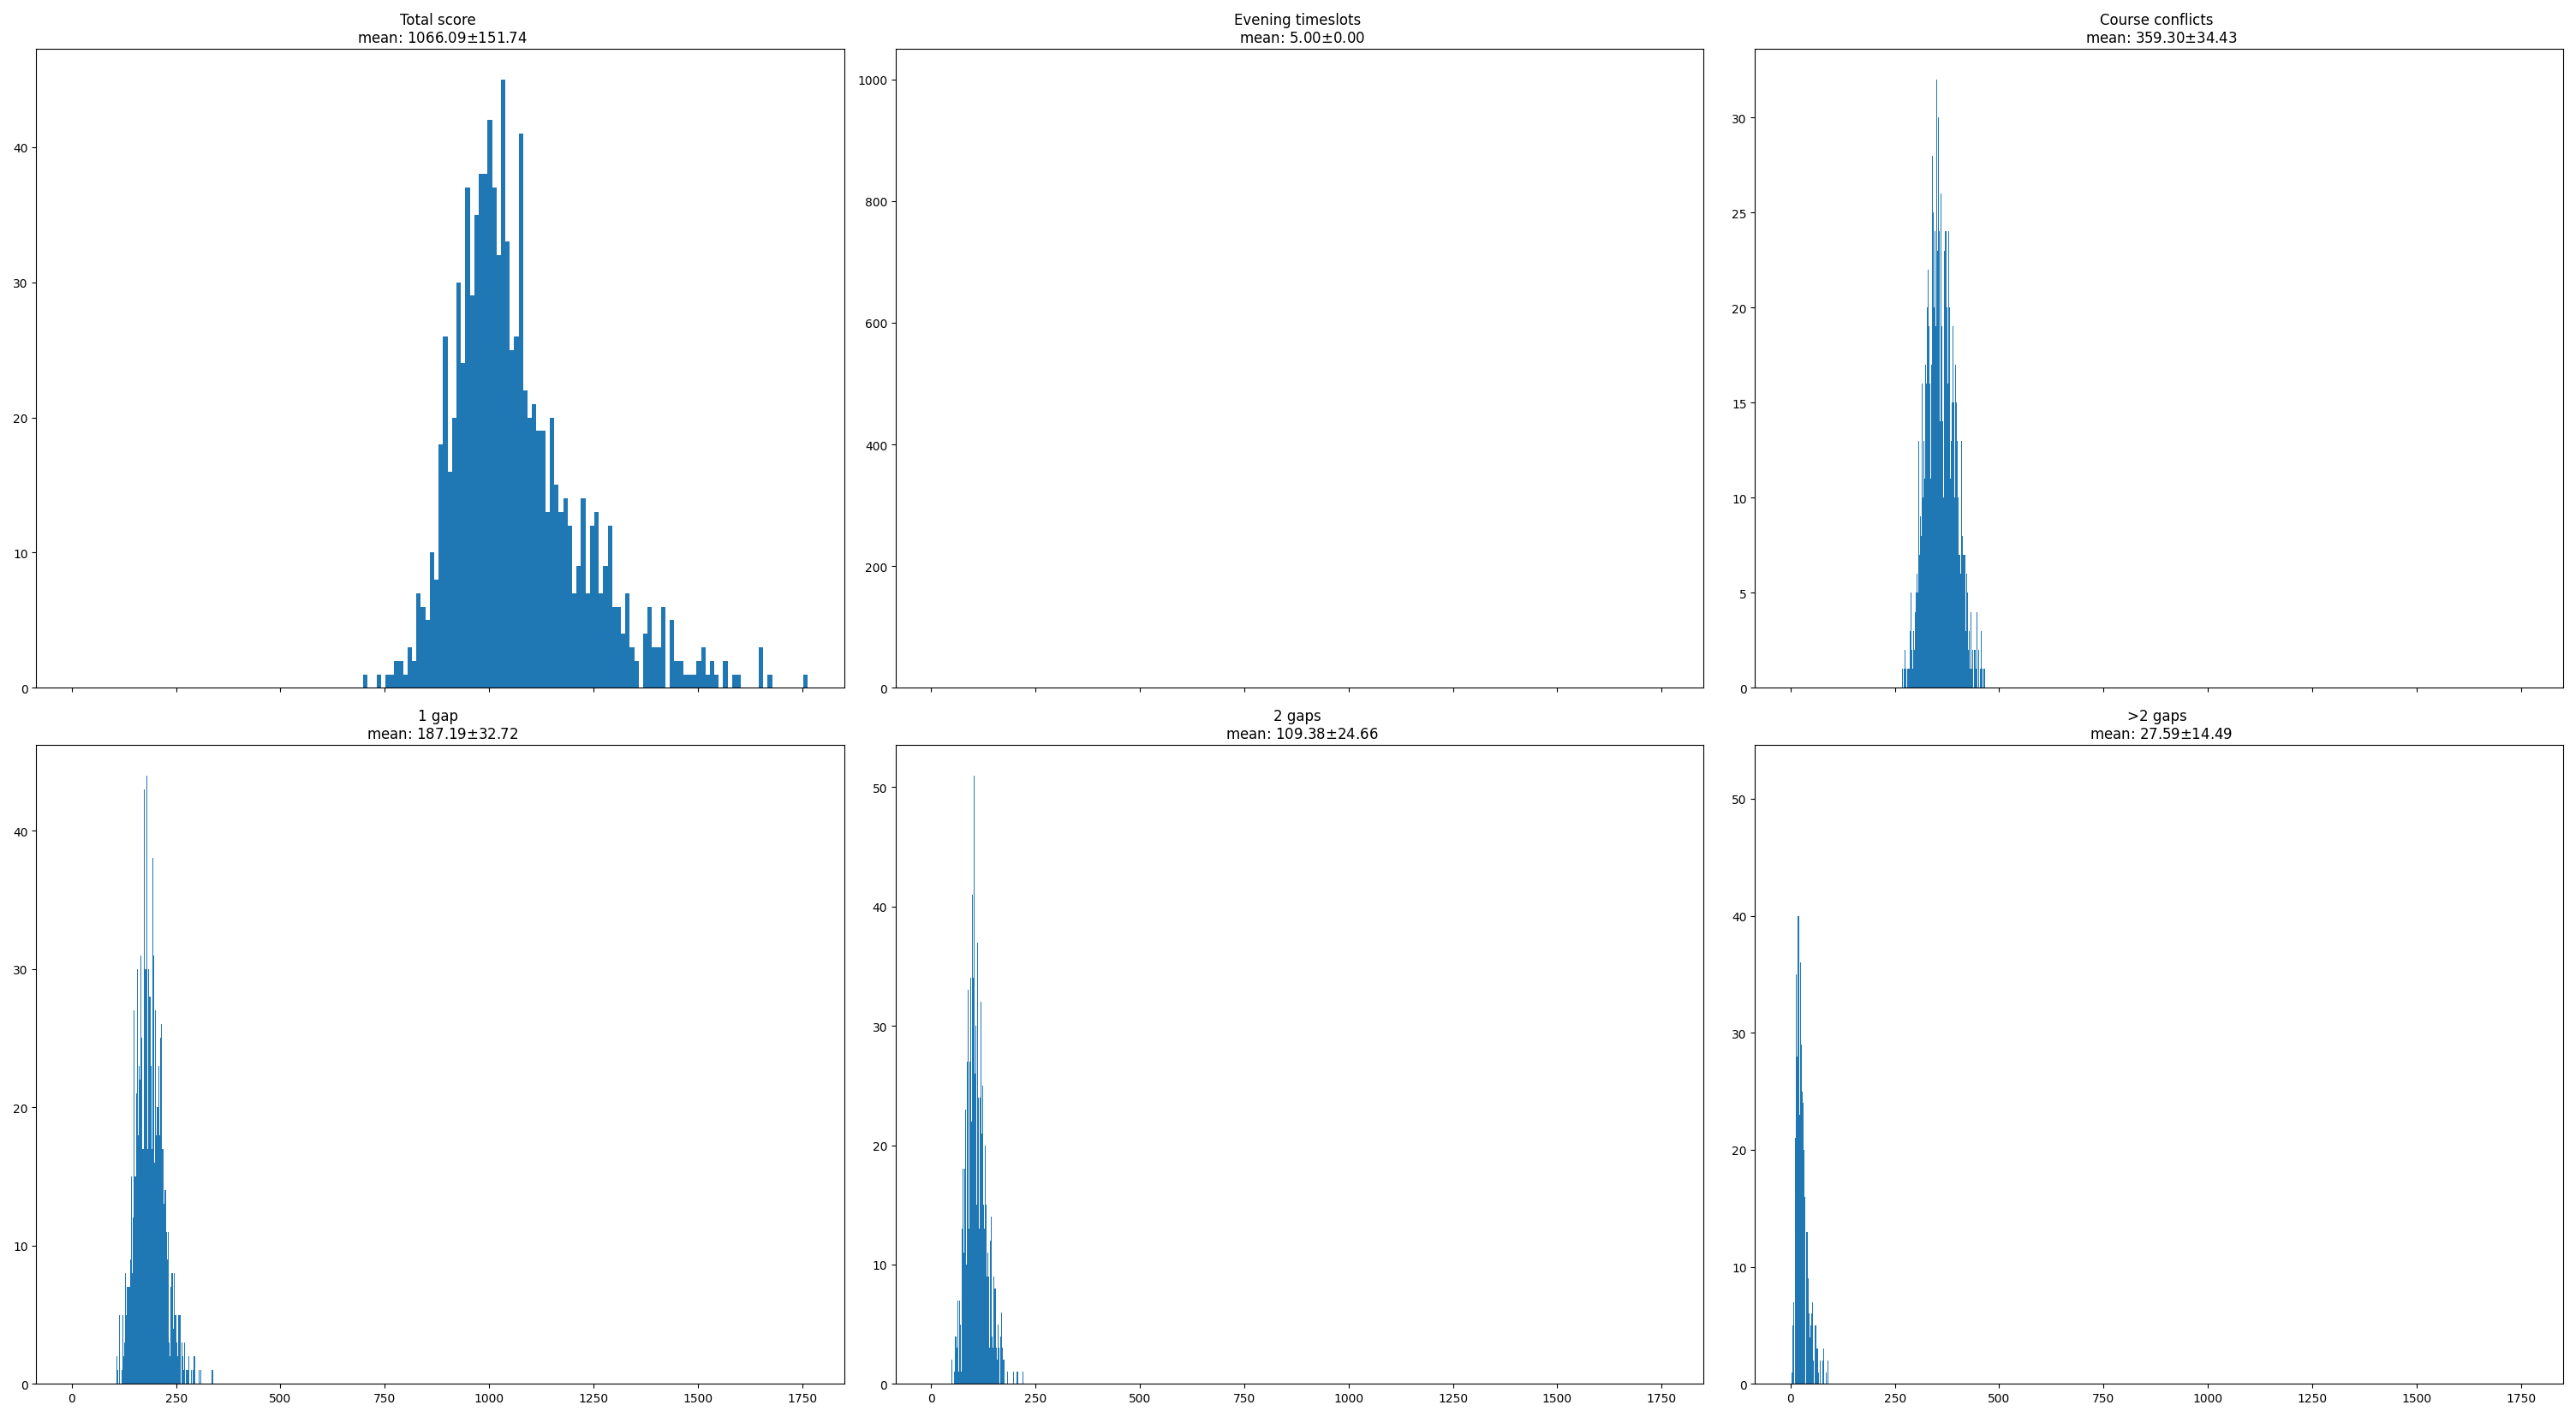 Total score
mean: 1066.09±151.74
40
30
20
10
0
Evening timeslots
mean: 5.00±0.00
1000
800
600
400
200
0
Course conflicts
mean: 359.30±34.43
30
25
20
15
10
5
0
1 gap
mean: 187.19±32.72
40
30
20
10
0
0 250 500 750 1000 1250 1500 1750
2 gaps
mean: 109.38±24.66
50
40
30
20
10
0
0 250 500 750 1000 1250 1500 1750
>2 gaps
mean: 27.59±14.49
50
40
30
20
10
0
0 250 500 750 1000 1250 1500 1750